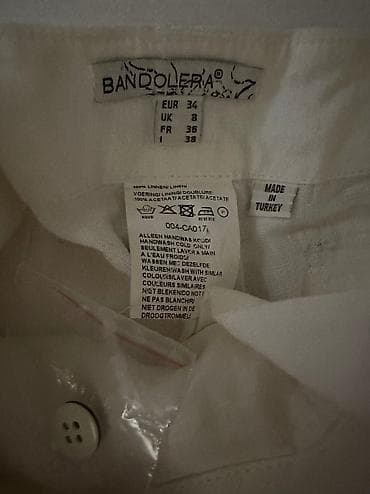 BANDOLERA®
EUR 34
UK 8
FR 36
I 38
100% LINNEN/ LINEN
VOERING/ LINING/ DOUBLURE:
100% ACETAAT/ ACETATE/ ACETAT
004-CA017
MADE
IN
TURKEY
ALLEEN HANDWAS KOUD/
HANDWASH COLD ONLY/
SEULEMENT LAVER A MAIN
A L'EAU FROIDE/
WASSEN MET DEZELFDE
KLEUREN/WASH WITH SIMILAR
COLOURS/LAVER AVEC
COULEURS SIMILAIRES
NIET BLEKEN/DO NOT
NE PAS BLANCHIR/
NIET DROGEN IN DE
DROOGTROMMEL